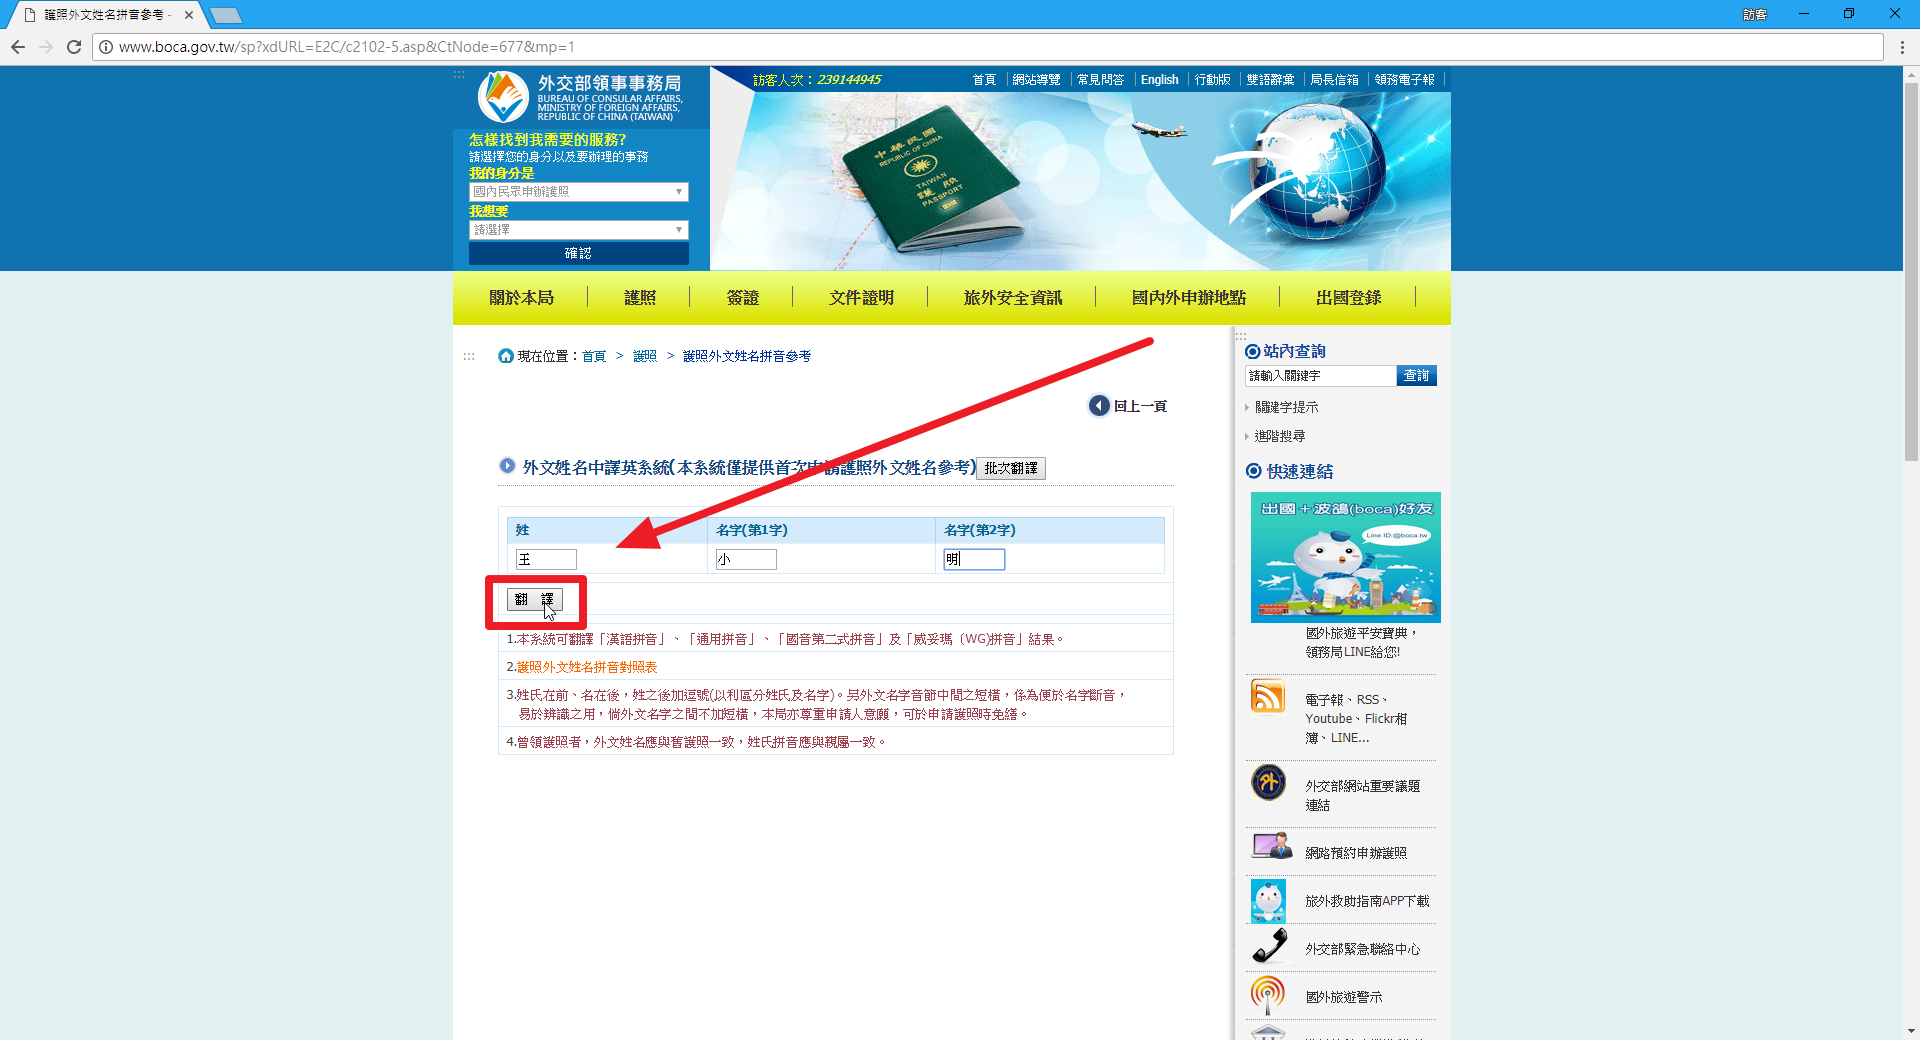 護照外文姓名拼音參考 -
訪客
www.boca.gov.tw/sp?xdURL=E2C/c2102-5.asp&CtNode=677&mp=1
外交部領事事務局
BUREAU OF CONSULAR AFFAIRS,
MINISTRY OF FOREIGN AFFAIRS,
REPUBLIC OF CHINA (TAIWAN)
訪客人次：239144945
首頁 網站導覽 常見問答 English 行動版 雙語辭彙 局長信箱 領務電子報
怎樣找到我需要的服務?
請選擇您的身分以及要辦理的事務
我的身分是
國內民眾申辦護照
我想要
請選擇
確認
中華民國
REPUBLIC OF CHINA
TAIWAN
護照
PASSPORT
關於本局 護照 簽證 文件證明 旅外安全資訊 國內外申辦地點 出國登錄
現在位置：首頁 > 護照 > 護照外文姓名拼音參考
回上一頁
外文姓名中譯英系統(本系統僅提供首次申請護照外文姓名參考) 批次翻譯
姓 名字(第1字) 名字(第2字)
王 小 明
翻 譯
1.本系統可翻譯「漢語拼音」、「通用拼音」、「國音第二式拼音」及「威妥瑪（WG)拼音」結果。
2.護照外文姓名拼音對照表
3.姓氏在前、名在後，姓之後加逗號(以利區分姓氏及名字)。另外文名字音節中間之短橫，係為便於名字斷音，
易於辨識之用，倘外文名字之間不加短橫，本局亦尊重申請人意願，可於申請護照時免繕。
4.曾領護照者，外文姓名應與舊護照一致，姓氏拼音應與親屬一致。
站內查詢
請輸入關鍵字 查詢
關鍵字提示
進階搜尋
快速連結
出國＋波鴿(boca)好友
Line ID:@boca.tw
國外旅遊平安寶典，
領務局LINE給您!
電子報、RSS、
Youtube、Flickr相
簿、LINE...
外
外交部網站重要議題
連結
網路預約申辦護照
旅外救助指南APP下載
外交部緊急聯絡中心
國外旅遊警示